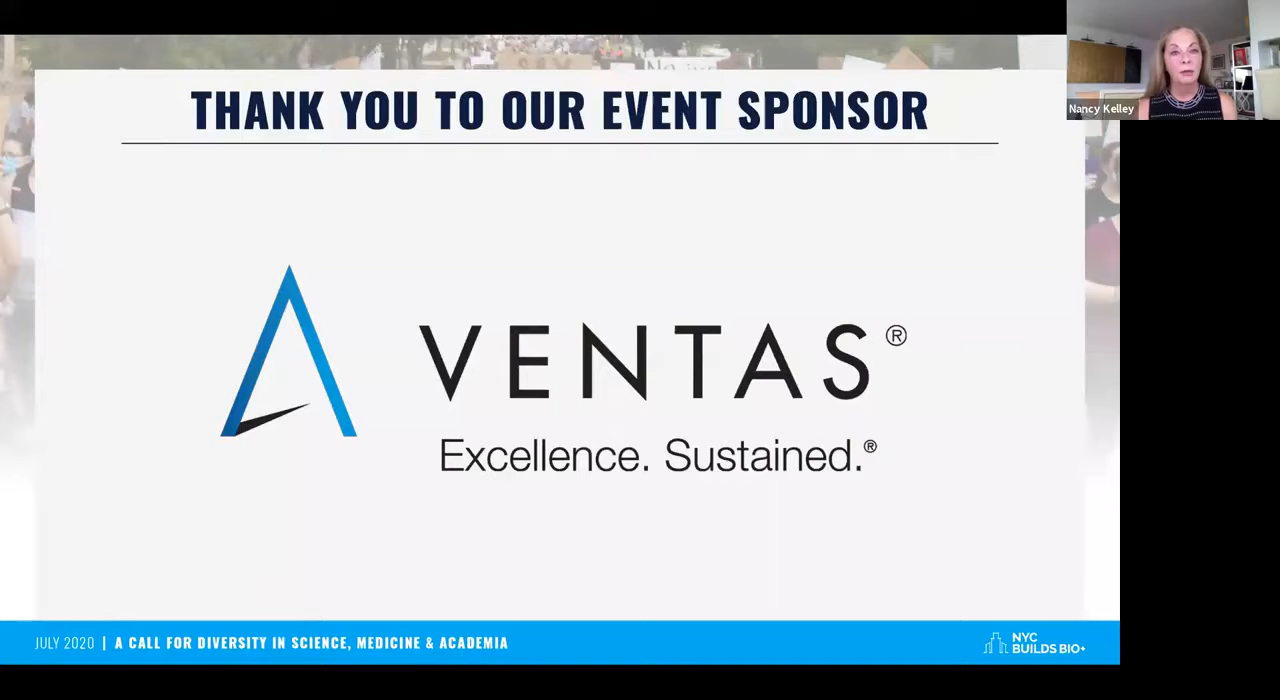 THANK YOU TO OUR EVENT SPONSOR
Nancy Kelley
VENTAS®
Excellence. Sustained.®
JULY 2020 | A CALL FOR DIVERSITY IN SCIENCE, MEDICINE & ACADEMIA
NYC
BUILDS BIO+